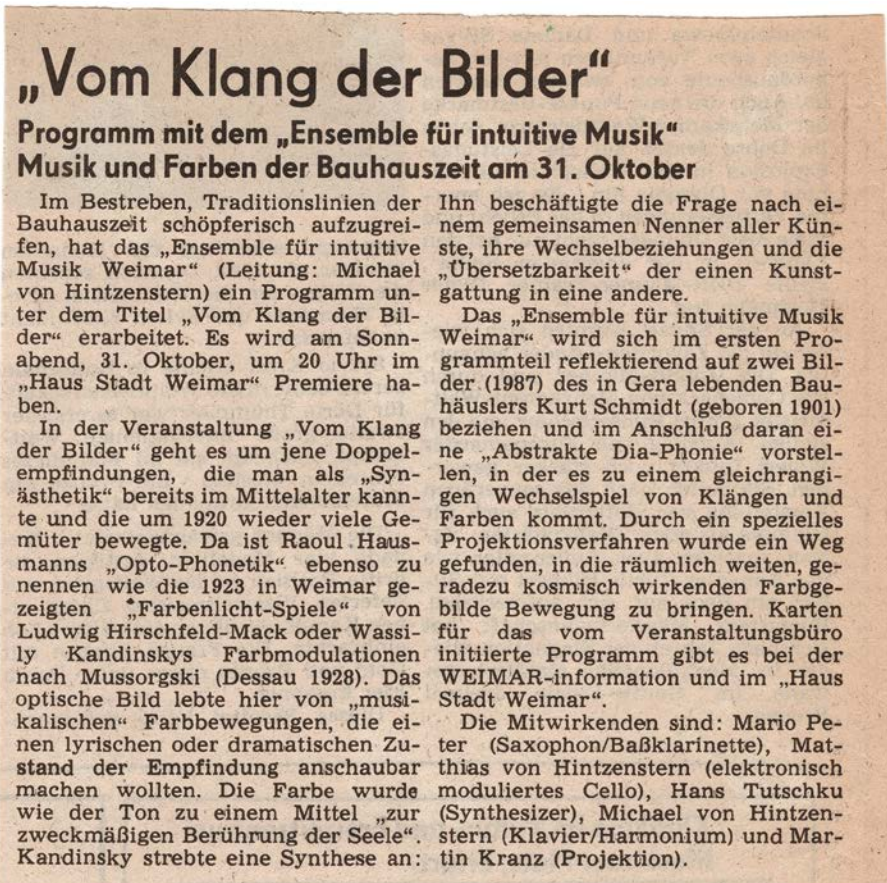 „Vom Klang der Bilder“
Programm mit dem „Ensemble für intuitive Musik“
Musik und Farben der Bauhauszeit am 31. Oktober
Im Bestreben, Traditionslinien der
Bauhauszeit schöpferisch aufzugrei-
fen, hat das „Ensemble für intuitive
Musik Weimar“ (Leitung: Michael
von Hintzenstern) ein Programm un-
ter dem Titel „Vom Klang der Bil-
der“ erarbeitet. Es wird am Sonn-
abend, 31. Oktober, um 20 Uhr im
„Haus Stadt Weimar“ Premiere ha-
ben.
In der Veranstaltung „Vom Klang
der Bilder“ geht es um jene Doppel-
empfindungen, die man als „Syn-
ästhetik“ bereits im Mittelalter kann-
te und die um 1920 wieder viele Ge-
müter bewegte. Da ist Raoul Haus-
manns „Opto-Phonetik“ ebenso zu
nennen wie die 1923 in Weimar ge-
zeigten „Farbenlicht-Spiele“ von
Ludwig Hirschfeld-Mack oder Wassi-
ly Kandinskys Farbmodulationen
nach Mussorgski (Dessau 1928). Das
optische Bild lebte hier von „musi-
kalischen“ Farbbewegungen, die ei-
nen lyrischen oder dramatischen Zu-
stand der Empfindung anschaubar
machen wollten. Die Farbe wurde
wie der Ton zu einem Mittel „zur
zweckmäßigen Berührung der Seele“.
Kandinsky strebte eine Synthese an:
Ihn beschäftigte die Frage nach ei-
nem gemeinsamen Nenner aller Kün-
ste, ihre Wechselbeziehungen und die
„Übersetzbarkeit“ der einen Kunst-
gattung in eine andere.
Das „Ensemble für intuitive Musik
Weimar“ wird sich im ersten Pro-
grammteil reflektierend auf zwei Bil-
der (1987) des in Gera lebenden Bau-
häuslers Kurt Schmidt (geboren 1901)
beziehen und im Anschluß daran ei-
ne „Abstrakte Dia-Phonie“ vorstel-
len, in der es zu einem gleichrangi-
gen Wechselspiel von Klängen und
Farben kommt. Durch ein spezielles
Projektionsverfahren wurde ein Weg
gefunden, in die räumlich weiten, ge-
radezu kosmisch wirkenden Farbge-
bilde Bewegung zu bringen. Karten
für das vom Veranstaltungsbüro
initiierte Programm gibt es bei der
WEIMAR-information und im „Haus
Stadt Weimar“.
Die Mitwirkenden sind: Mario Pe-
ter (Saxophon/Baßklarinette), Mat-
thias von Hintzenstern (elektronisch
moduliertes Cello), Hans Tutschku
(Synthesizer), Michael von Hintzen-
stern (Klavier/Harmonium) und Mar-
tin Kranz (Projektion).